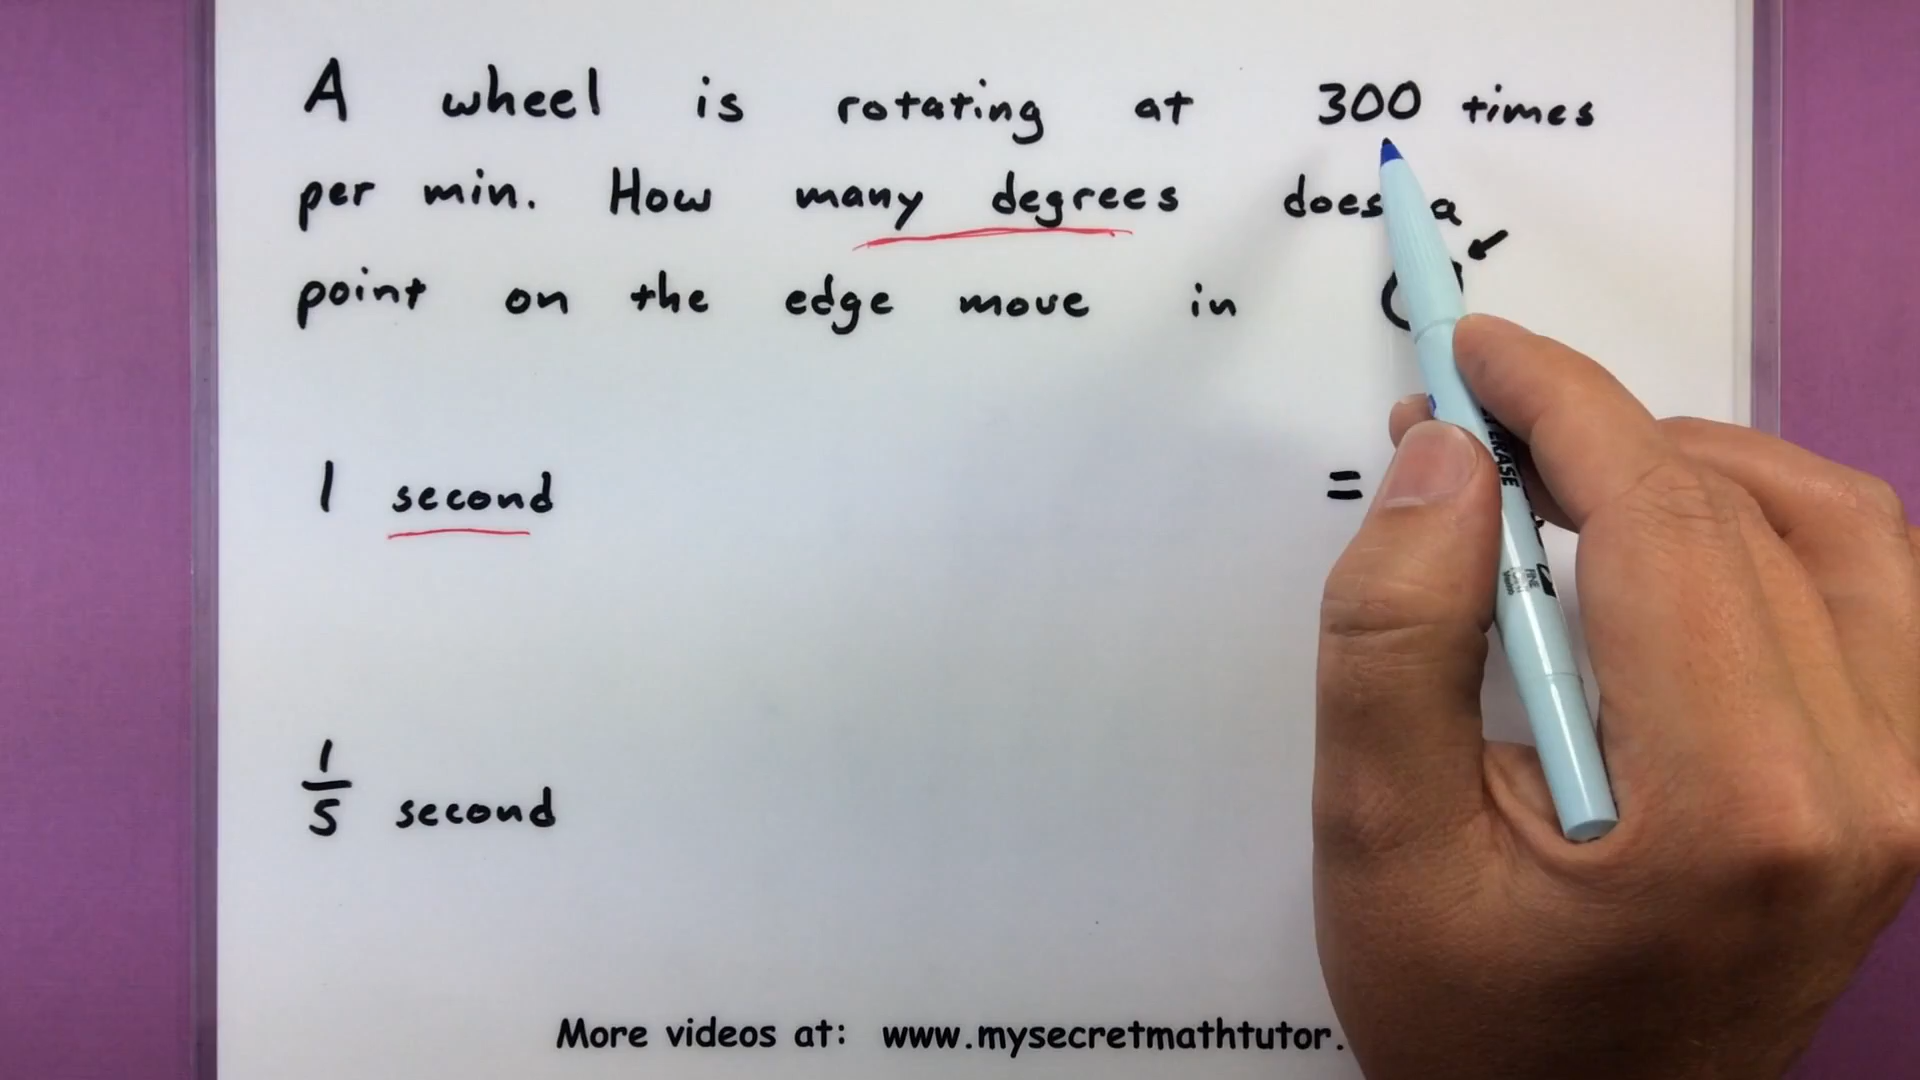 A wheel is rotating at 300 times
per min. How many degrees does a
point on the edge move in
1 second =
1/5 second
More videos at: www.mysecretmathtutor.